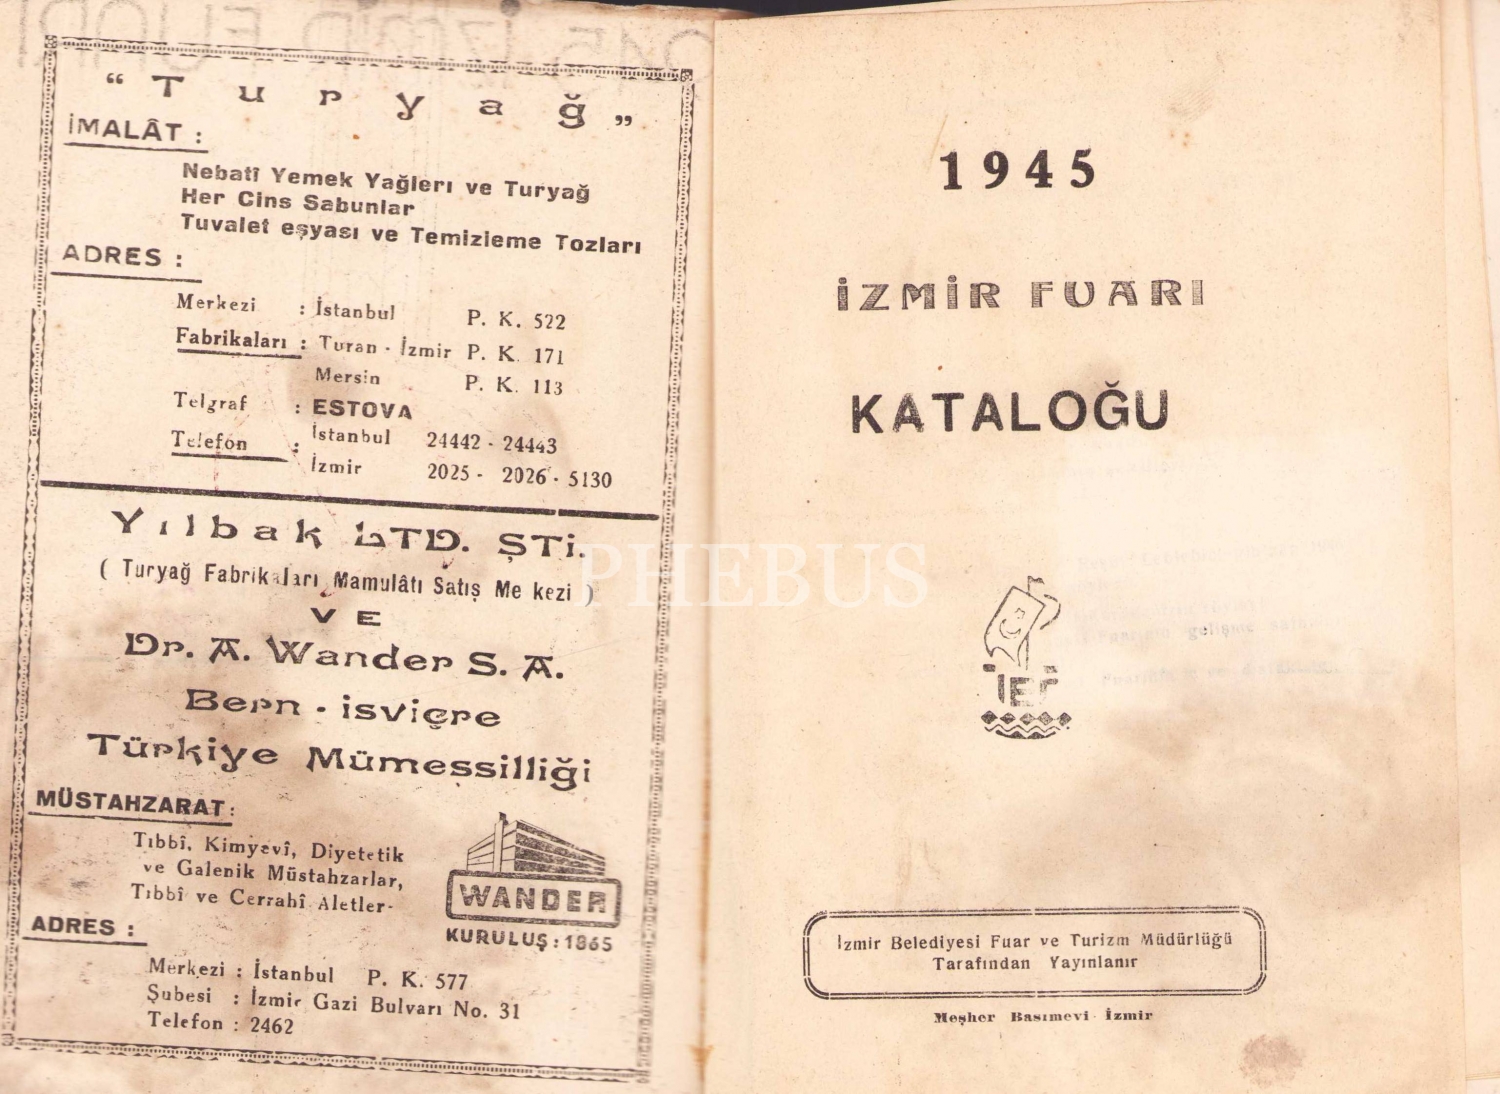 “Turyağ„
İMALÂT :
Nebatî Yemek Yağları ve Turyağ
Her Cins Sabunlar
Tuvalet eşyası ve Temizleme Tozları
ADRES :
Merkezi : İstanbul P. K. 522
Fabrikaları : Turan - İzmir P. K. 171
Mersin P. K. 113
Telgraf : ESTOVA
Telefon : İstanbul 24442 - 24443
İzmir 2025 - 2026 - 5130
Yılbak LTD. ŞTi.
( Turyağ Fabrikaları Mamulâtı Satış Me kezi )
VE
Dr. A. Wander S. A.
Bern - isviçre
Türkiye Mümessilliği
MÜSTAHZARAT:
Tıbbî, Kimyevî, Diyetetik
ve Galenik Müstahzarlar,
Tıbbî ve Cerrahî Aletler-
WANDER
KURULUŞ : 1865
ADRES :
Merkezi : İstanbul P. K. 577
Şubesi : İzmir Gazi Bulvarı No. 31
Telefon : 2462
1945
İZMİR FUARI
KATALOĞU
İEF
İzmir Belediyesi Fuar ve Turizm Müdürlüğü
Tarafından Yayınlanır
Meşher Basımevi - İzmir
PHEBUS